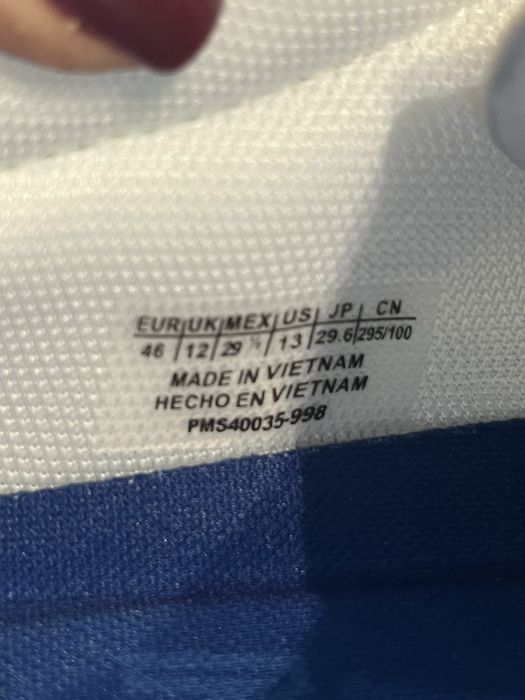 EUR|UK|MEX|US| JP | CN
46 |12|29 ½|13|29.6|295/100
MADE IN VIETNAM
HECHO EN VIETNAM
PMS40035-998